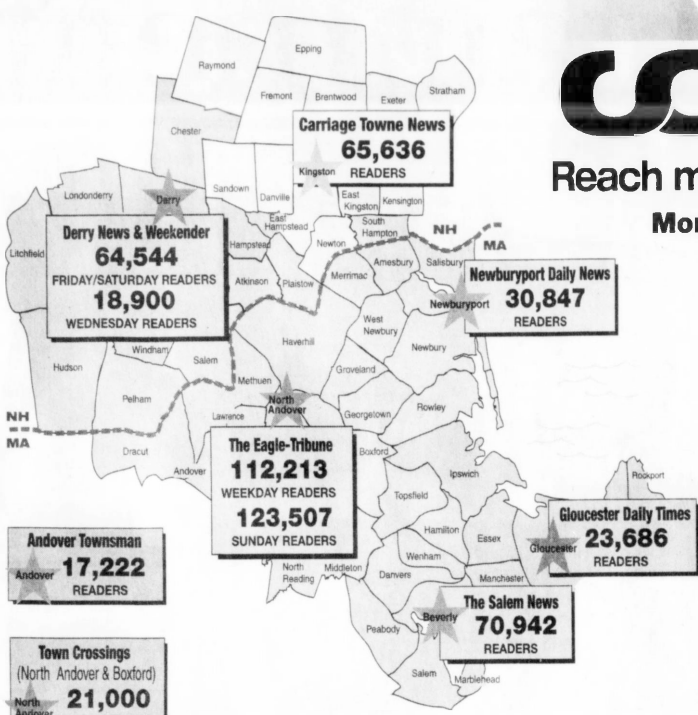 Raymond
Epping
Fremont
Brentwood
Exeter
Stratham
Chester
Carriage Towne News
65,636
Kingston
READERS
Londonderry
Derry
Sandown
Danville
East
Kingston
Kensington
East
Hampstead
South
Hampton
NH
MA
Litchfield
Derry News & Weekender
64,544
FRIDAY/SATURDAY READERS
18,900
WEDNESDAY READERS
Hampstead
Newton
Atkinson
Plaistow
Merrimac
Amesbury
Salisbury
Newburyport Daily News
Newburyport
30,847
READERS
Windham
Salem
Haverhill
West
Newbury
Newbury
Hudson
Pelham
Methuen
Groveland
North
Andover
Lawrence
Georgetown
Rowley
NH
MA
Dracut
Andover
The Eagle-Tribune
112,213
WEEKDAY READERS
123,507
SUNDAY READERS
Boxford
Ipswich
Rockport
Topsfield
Gloucester Daily Times
Gloucester
23,686
READERS
Hamilton
Essex
Wenham
North
Reading
Middleton
Danvers
Manchester
The Salem News
Beverly
70,942
READERS
Peabody
Salem
Marblehead
Andover Townsman
Andover
17,222
READERS
Town Crossings
(North Andover & Boxford)
North
Andover
21,000
Reach m
Mor